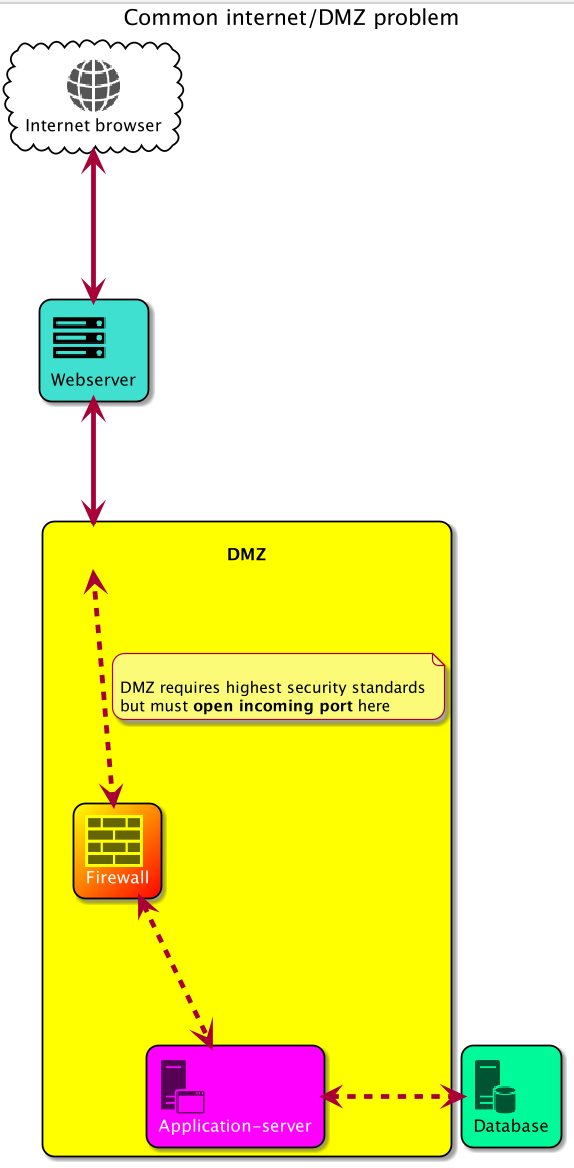 Common internet/DMZ problem
Internet browser
Webserver
DMZ
DMZ requires highest security standards
but must open incoming port here
Firewall
Application-server
Database